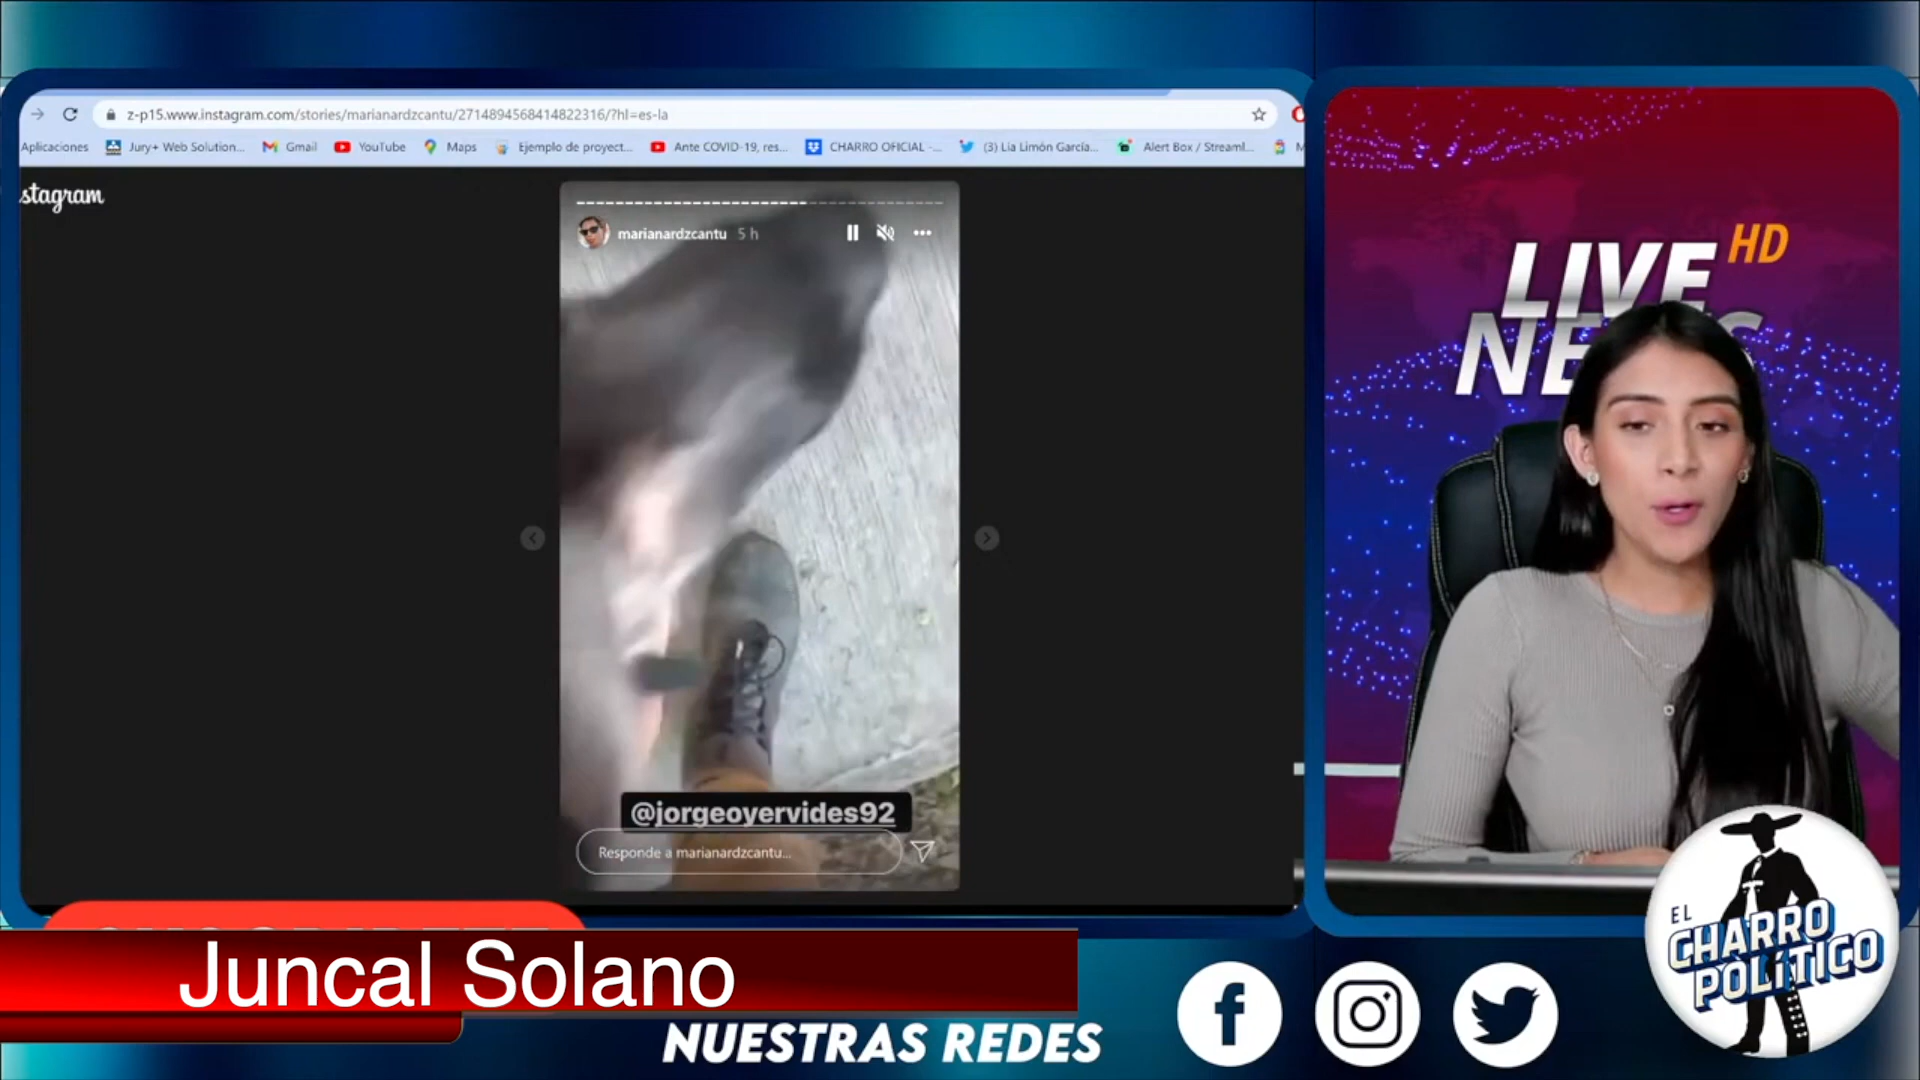 z-p15.www.instagram.com/stories/marianardzcantu/2714894568414822316/?hl=es-la
Aplicaciones Jury+ Web Solution... Gmail YouTube Maps Ejemplo de proyect... Ante COVID-19, res... CHARRO OFICIAL -... (3) Lia Limón García... Alert Box / Streaml... M
stagram
marianardzcantu 5 h
@jorgeoyervides92
Responde a marianardzcantu...
HD
LIVE
Juncal Solano
NUESTRAS REDES
EL
CHARRO
POLÍTICO